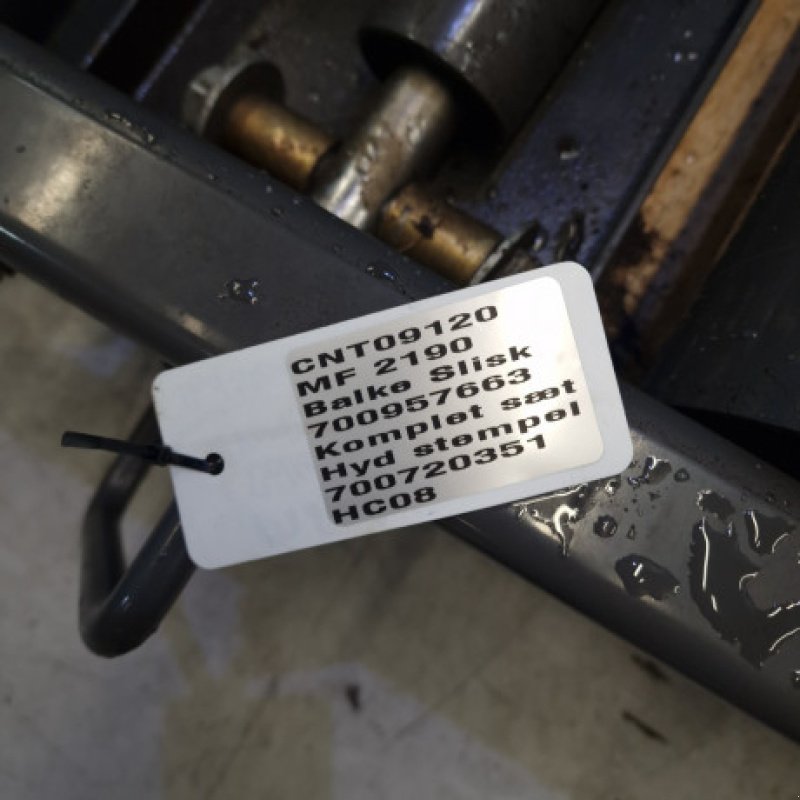 CNT09120
MF 2190
Balke Slisk
700957663
Komplet sæt
Hyd stempel
700720351
HC08